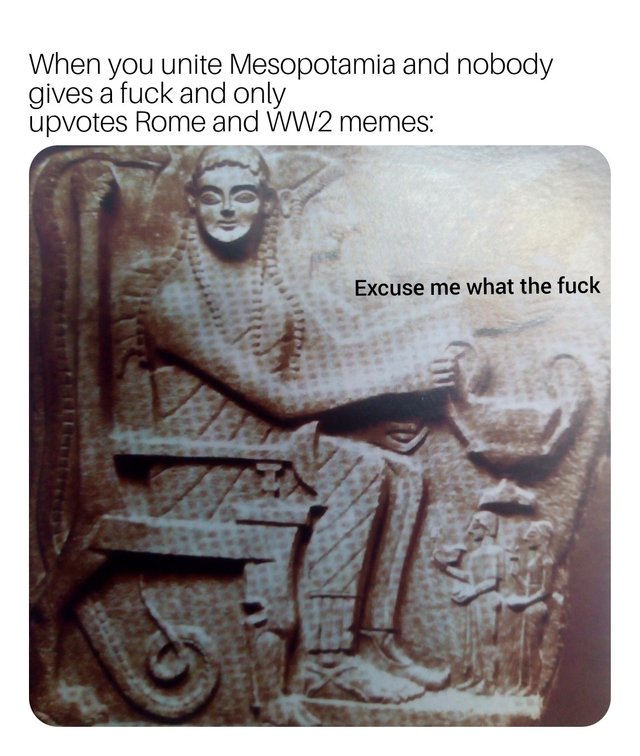 When you unite Mesopotamia and nobody
gives a fuck and only
upvotes Rome and WW2 memes:
Excuse me what the fuck